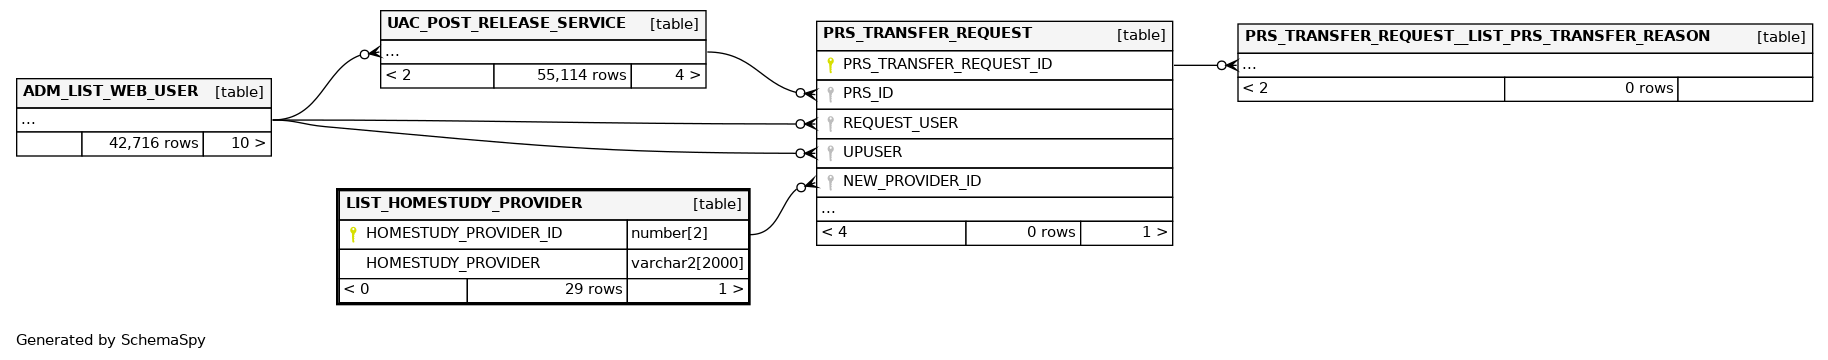 ADM_LIST_WEB_USER [table]
...
42,716 rows 10 >
UAC_POST_RELEASE_SERVICE [table]
...
< 2 55,114 rows 4 >
LIST_HOMESTUDY_PROVIDER [table]
HOMESTUDY_PROVIDER_ID number[2]
HOMESTUDY_PROVIDER varchar2[2000]
< 0 29 rows 1 >
PRS_TRANSFER_REQUEST [table]
PRS_TRANSFER_REQUEST_ID
PRS_ID
REQUEST_USER
UPUSER
NEW_PROVIDER_ID
...
< 4 0 rows 1 >
PRS_TRANSFER_REQUEST__LIST_PRS_TRANSFER_REASON [table]
...
< 2 0 rows
Generated by SchemaSpy